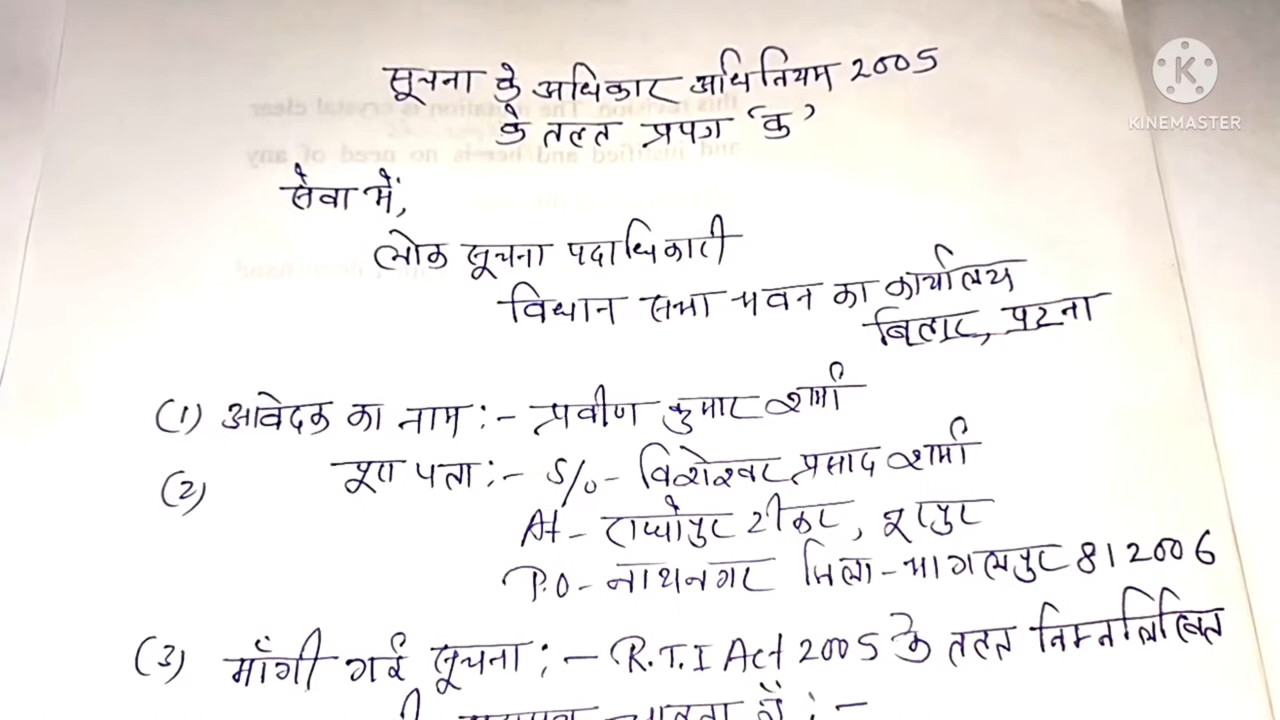 सूचना के अधिकार अधिनियम 2005
के तहत प्रपत्र 'क'
KINEMASTER
सेवा में,
लोक सूचना पदाधिकारी
विधान सभा भवन का कार्यालय
बिहार, पटना
(1) आवेदक का नाम :- प्रवीण कुमार शर्मा
(2) पूरा पता :- S/o- विशेश्वर प्रसाद शर्मा
At - राघोपुर टीकर, शूरपुर
P.O- नाथनगर जिला-भागलपुर 812006
(3) माँगी गई सूचना :- R.T.I Act 2005 के तहत निम्नलिखित